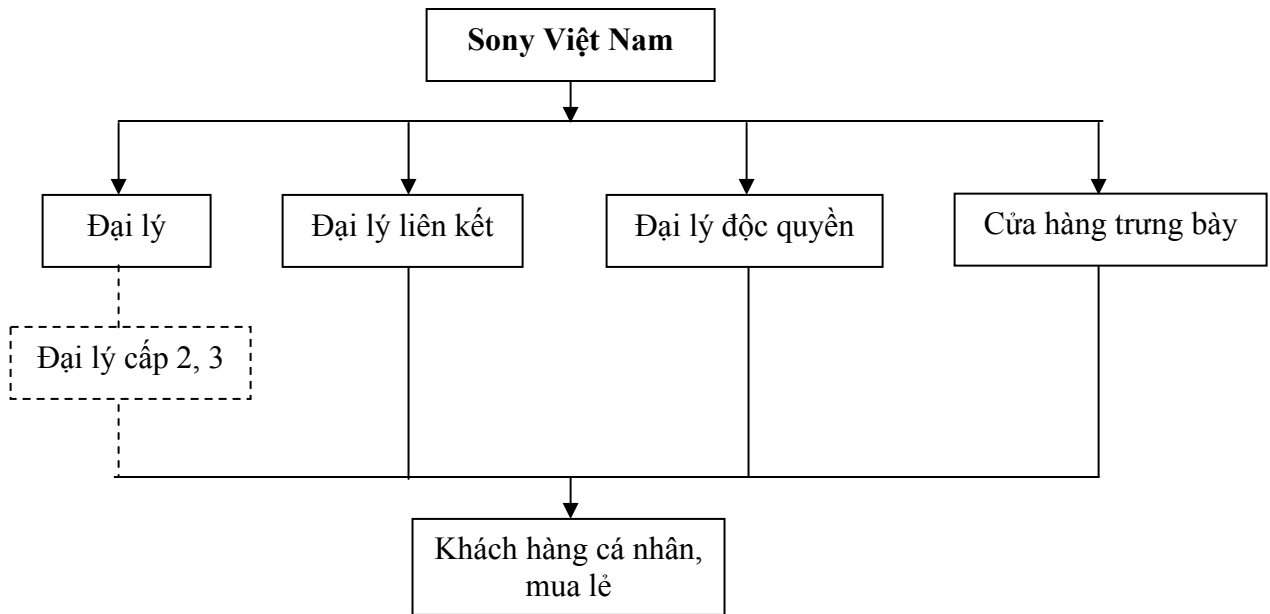 Sony Việt Nam
Đại lý
Đại lý liên kết
Đại lý độc quyền
Cửa hàng trưng bày
Đại lý cấp 2, 3
Khách hàng cá nhân,
mua lẻ